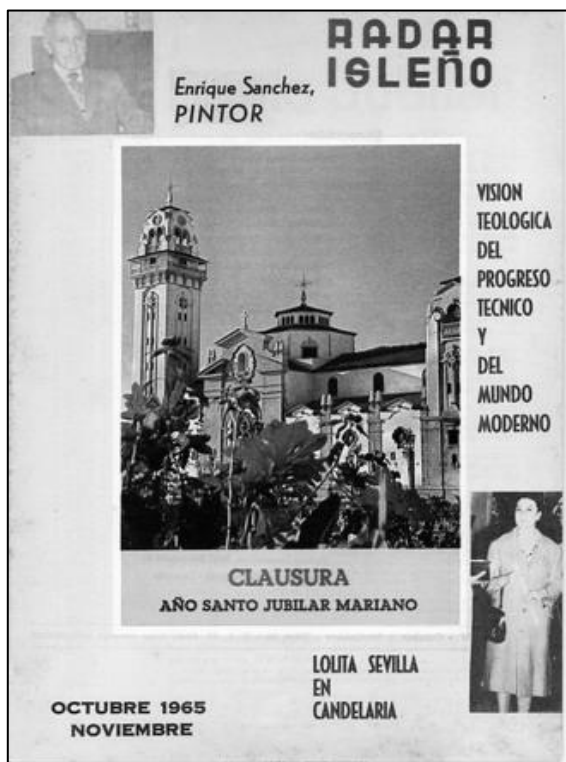 RADAR
ISLEÑO
Enrique Sanchez,
PINTOR
VISION
TEOLOGICA
DEL
PROGRESO
TECNICO
Y
DEL
MUNDO
MODERNO
CLAUSURA
AÑO SANTO JUBILAR MARIANO
LOLITA SEVILLA
EN
CANDELARIA
OCTUBRE 1965
NOVIEMBRE